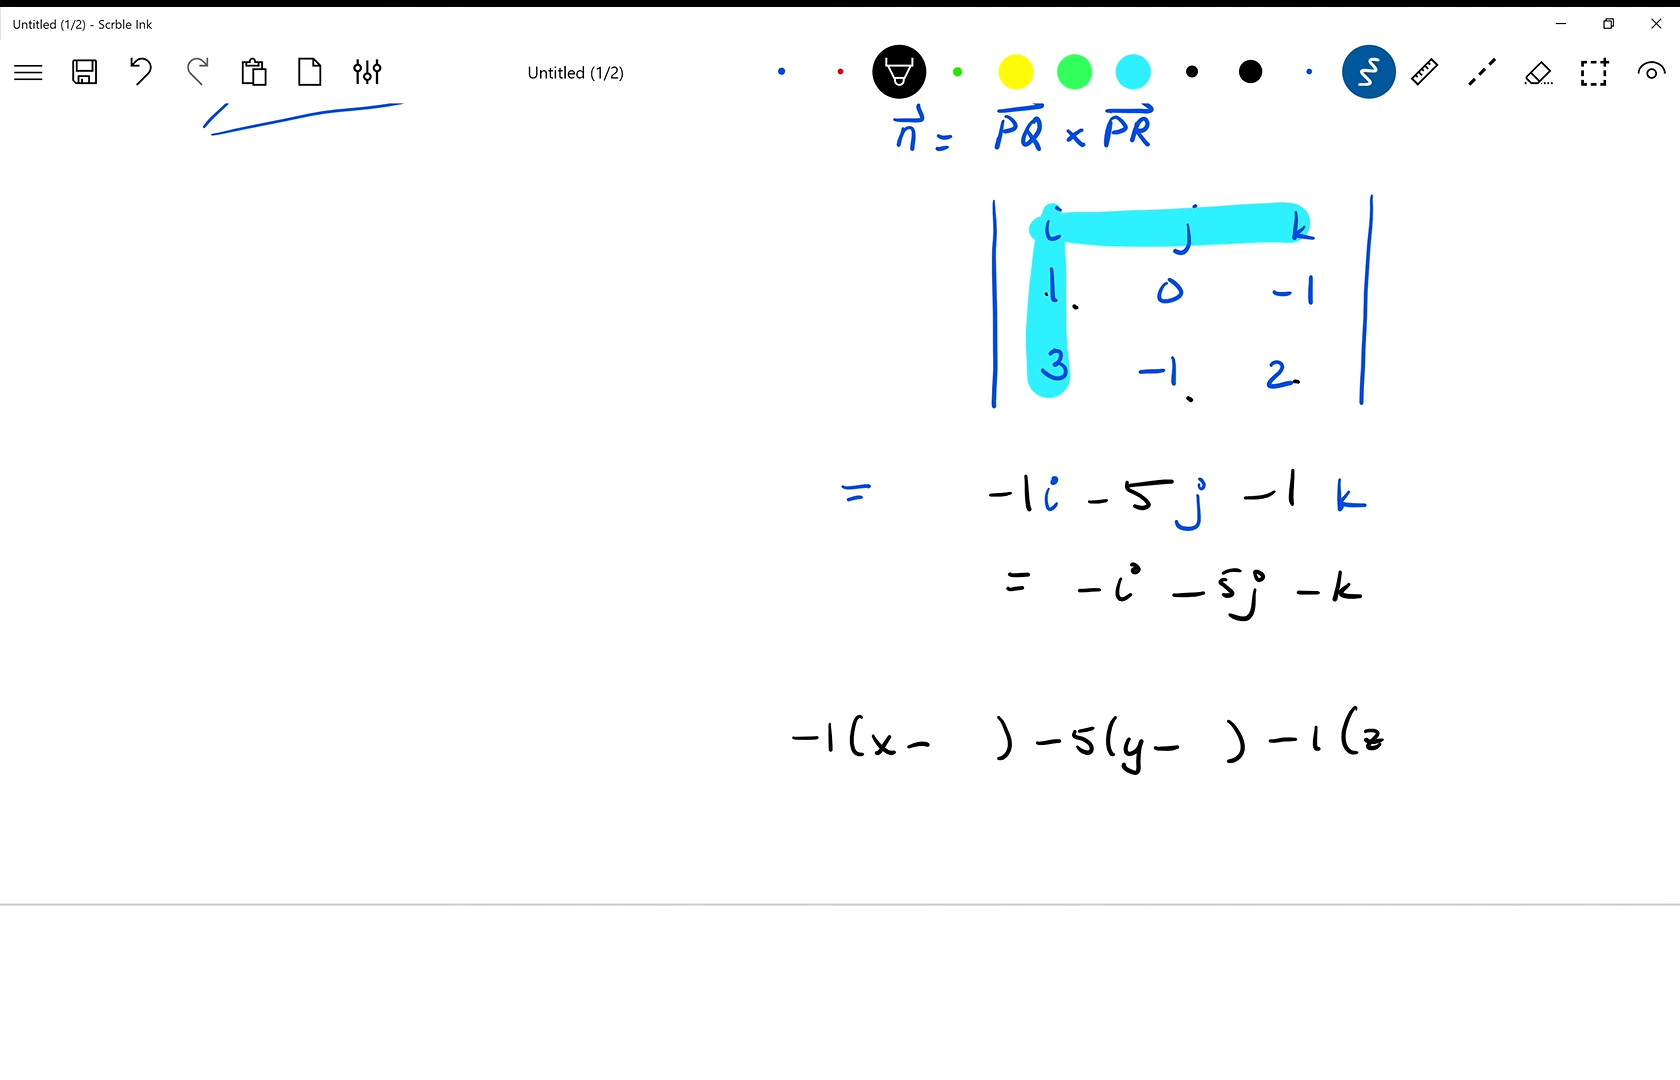 Untitled (1/2) - Scrble Ink
Untitled (1/2)
n⃗ = PQ⃗ × PR⃗
| i j k |
| 1 0 -1 |
| 3 -1 2 |
= -1i - 5j - 1k
= -i - 5j - k
-1(x- ) -5(y- ) -1(z